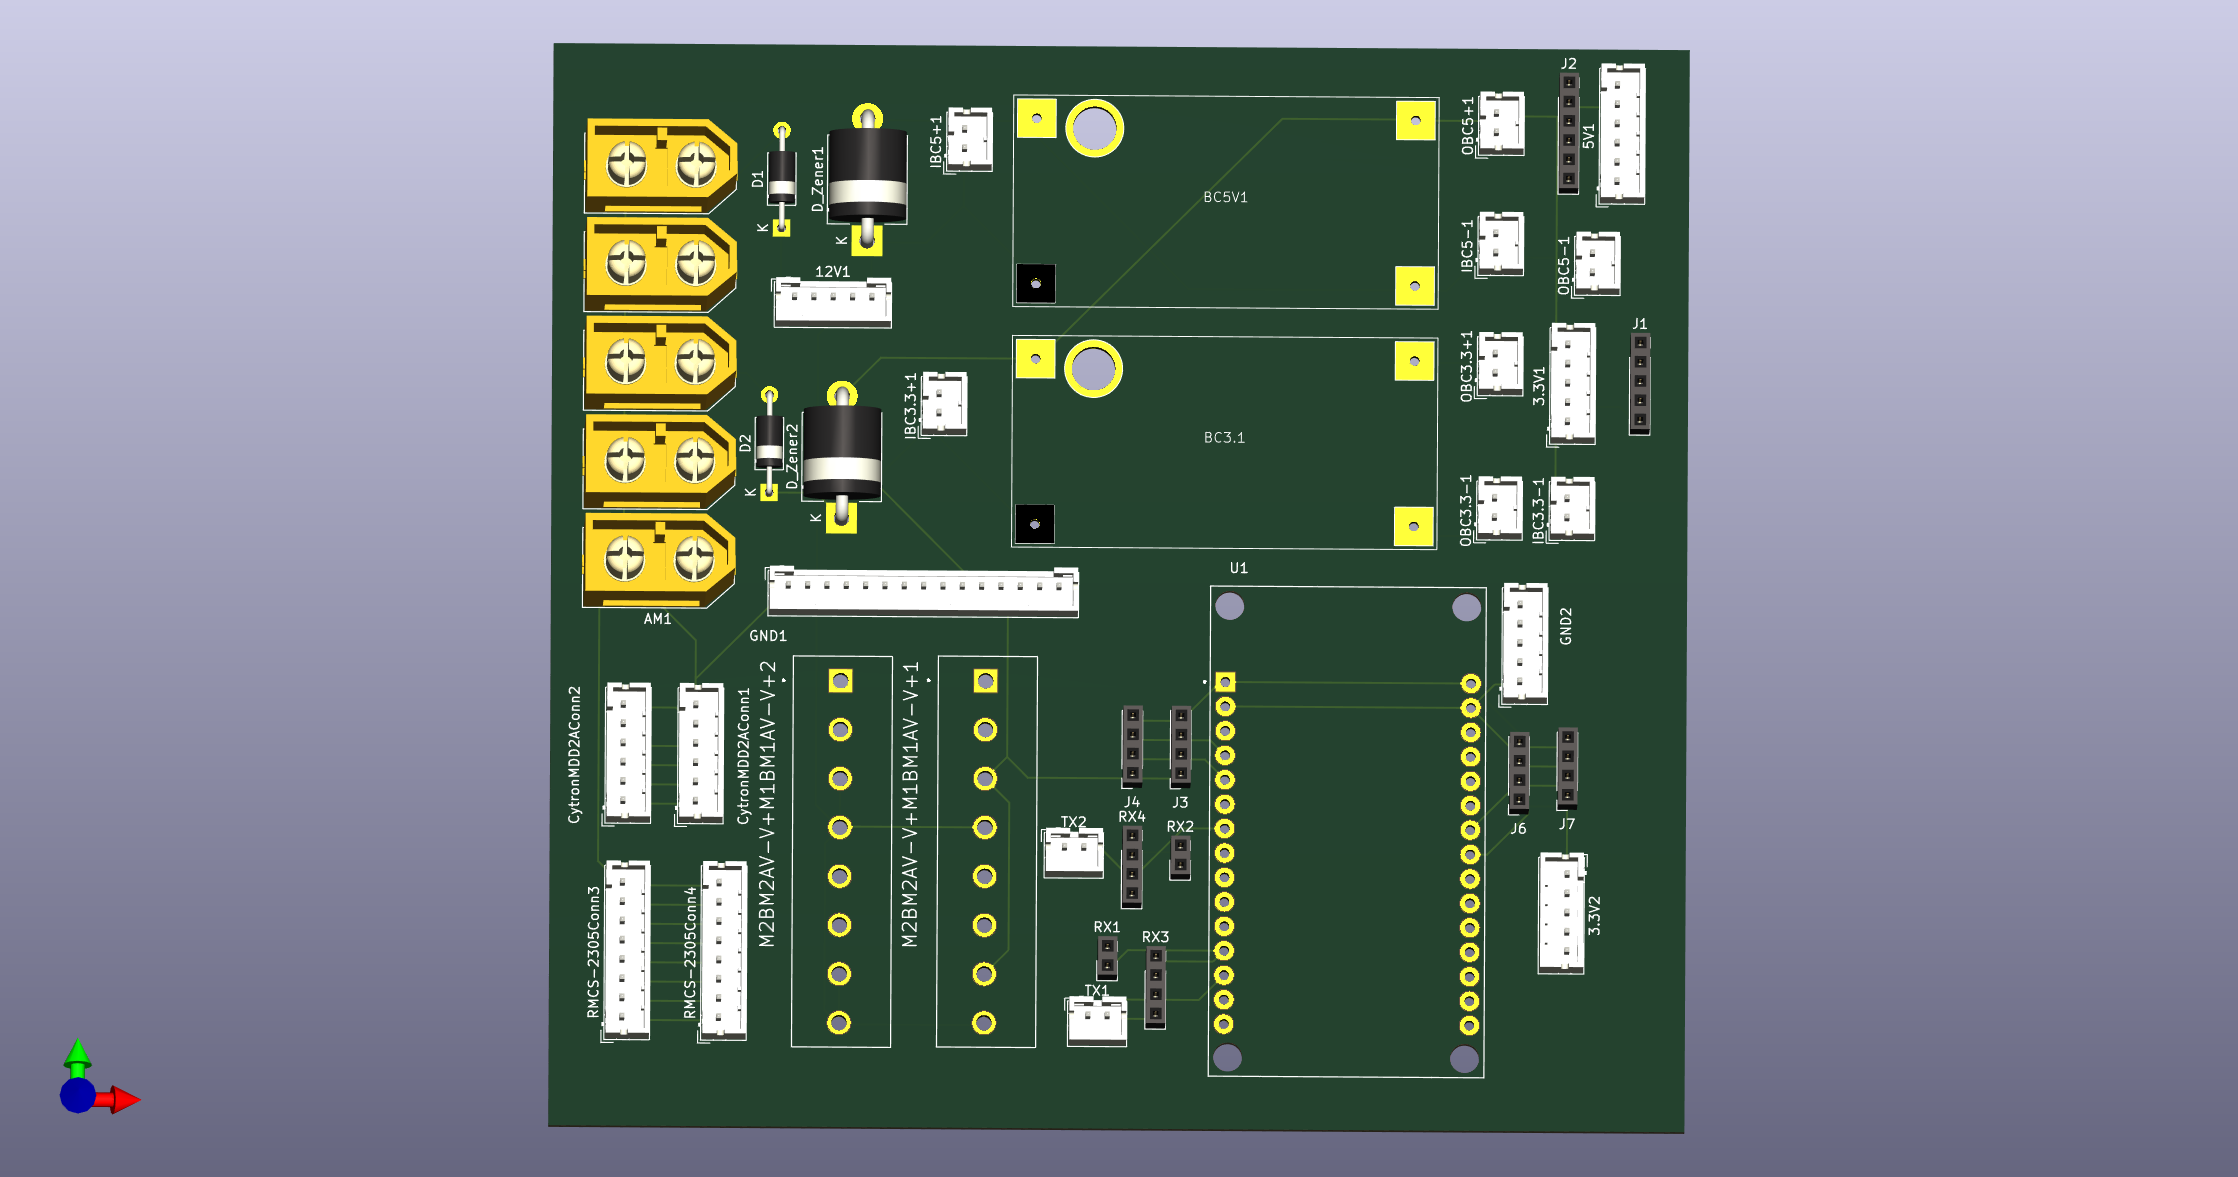 J2
OBC5+1
5V1
IBC5+1
D1
D_Zener1
K
K
BC5V1
IBC5-1
OBC5-1
12V1
J1
OBC3.3+1
3.3V1
IBC3.3+1
D2
D_Zener2
K
K
BC3.1
OBC3.3-1
IBC3.3-1
U1
AM1
GND1
GND2
CytronMDD2AConn2
CytronMDD2AConn1
M2BM2AV-V+M1BM1AV-V+2
M2BM2AV-V+M1BM1AV-V+1
J4
J3
RX4
TX2
RX2
J6
J7
RMCS-2305Conn3
RMCS-2305Conn4
3.3V2
RX1
RX3
TX1